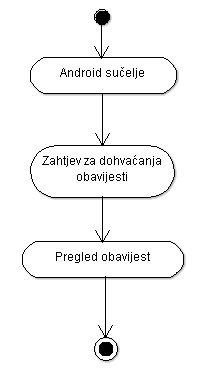 Android sučelje
Zahtjev za dohvaćanja
obavijesti
Pregled obavijest